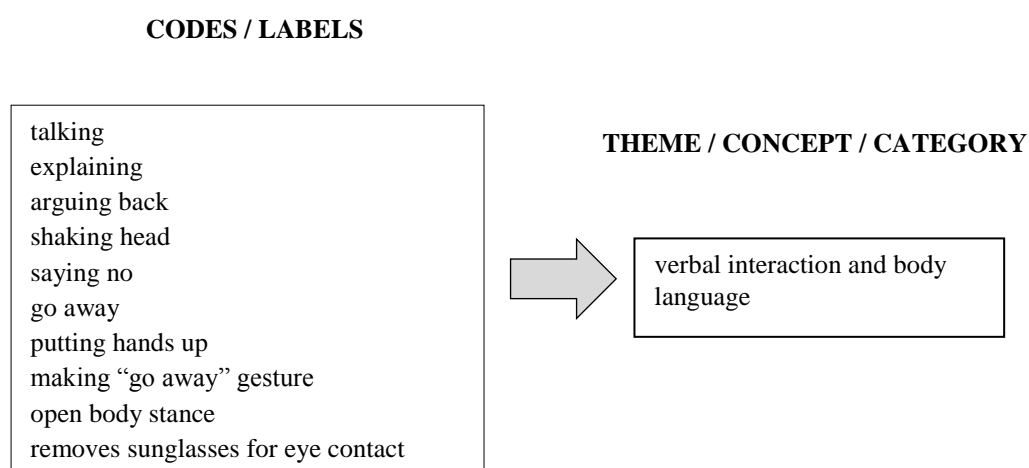 CODES / LABELS
talking
explaining
arguing back
shaking head
saying no
go away
putting hands up
making “go away” gesture
open body stance
removes sunglasses for eye contact
THEME / CONCEPT / CATEGORY
verbal interaction and body
language